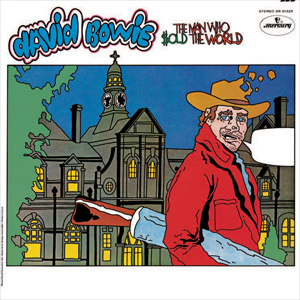 david bowie
THE MAN WHO
$OLD THE WORLD
STEREO SR-61325
mercury